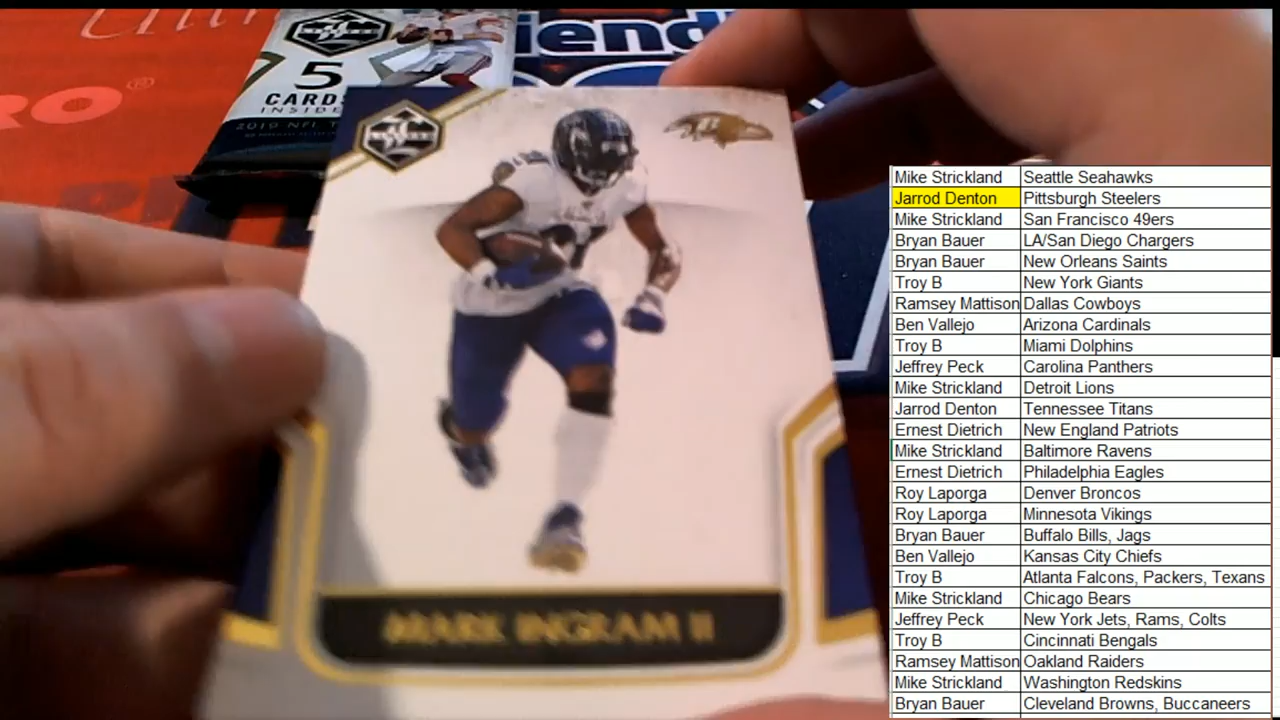 5
CARDS
INSIDE
2019 NFL
iend
RO®
LIMITED
MARK INGRAM II
Mike Strickland Seattle Seahawks
Jarrod Denton Pittsburgh Steelers
Mike Strickland San Francisco 49ers
Bryan Bauer LA/San Diego Chargers
Bryan Bauer New Orleans Saints
Troy B New York Giants
Ramsey Mattison Dallas Cowboys
Ben Vallejo Arizona Cardinals
Troy B Miami Dolphins
Jeffrey Peck Carolina Panthers
Mike Strickland Detroit Lions
Jarrod Denton Tennessee Titans
Ernest Dietrich New England Patriots
Mike Strickland Baltimore Ravens
Ernest Dietrich Philadelphia Eagles
Roy Laporga Denver Broncos
Roy Laporga Minnesota Vikings
Bryan Bauer Buffalo Bills, Jags
Ben Vallejo Kansas City Chiefs
Troy B Atlanta Falcons, Packers, Texans
Mike Strickland Chicago Bears
Jeffrey Peck New York Jets, Rams, Colts
Troy B Cincinnati Bengals
Ramsey Mattison Oakland Raiders
Mike Strickland Washington Redskins
Bryan Bauer Cleveland Browns, Buccaneers